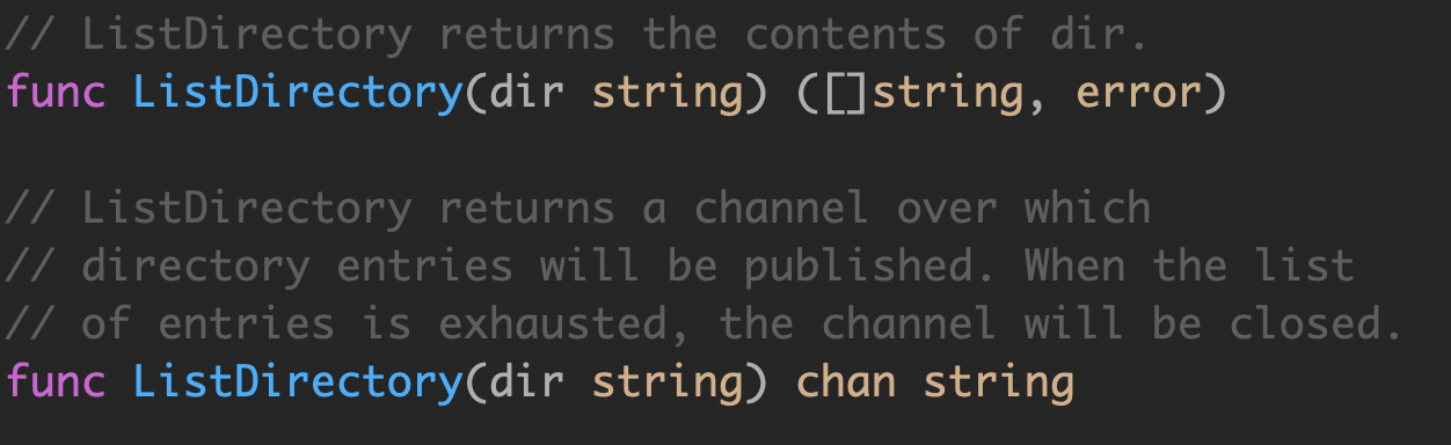 // ListDirectory returns the contents of dir.
func ListDirectory(dir string) ([]string, error)
// ListDirectory returns a channel over which
// directory entries will be published. When the list
// of entries is exhausted, the channel will be closed.
func ListDirectory(dir string) chan string